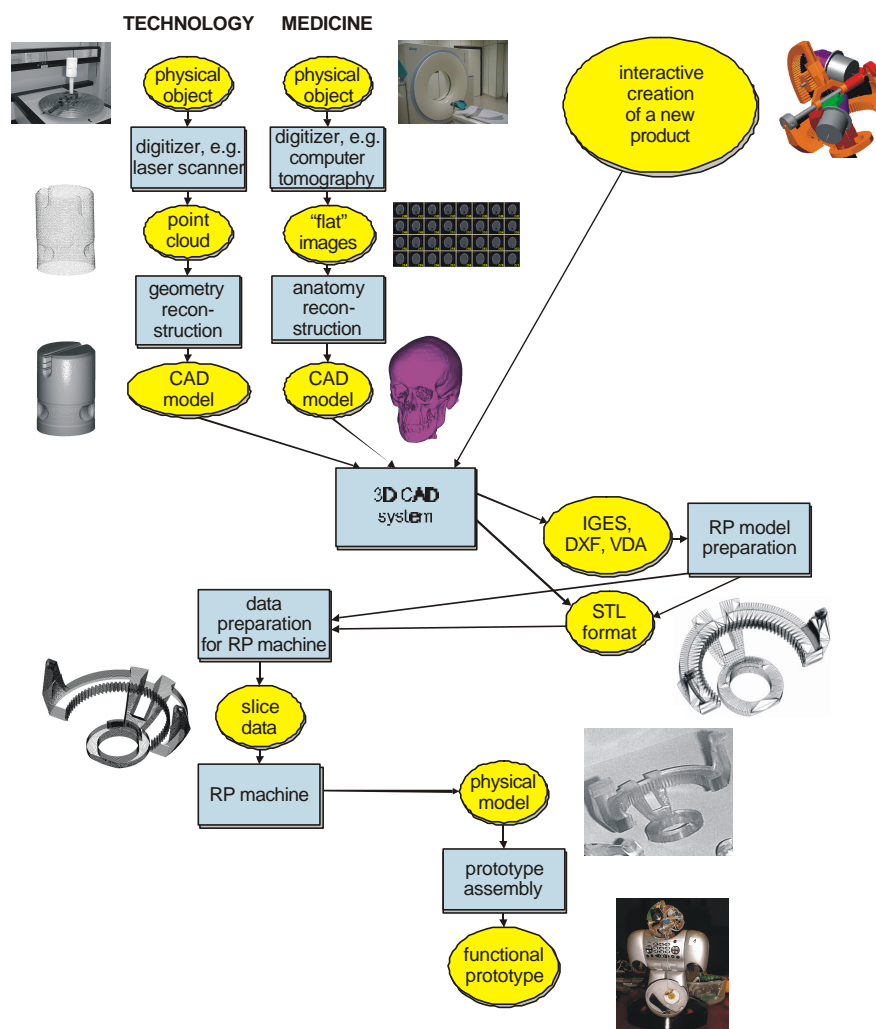 TECHNOLOGY
MEDICINE
physical
object
physical
object
interactive
creation
of a new
product
digitizer, e.g.
laser scanner
digitizer, e.g.
computer
tomography
point
cloud
“flat”
images
geometry
recon-
struction
anatomy
recon-
struction
CAD
model
CAD
model
3D CAD
system
IGES,
DXF, VDA
RP model
preparation
data
preparation
for RP machine
STL
format
slice
data
RP machine
physical
model
prototype
assembly
functional
prototype